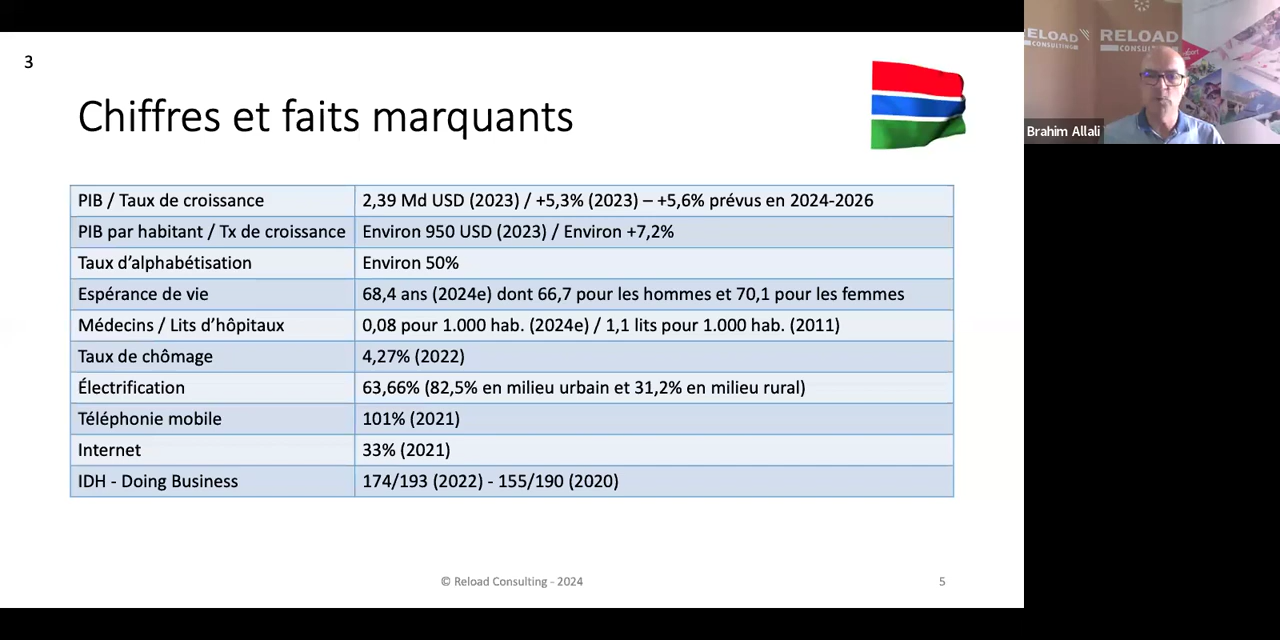 3
Chiffres et faits marquants
PIB / Taux de croissance 2,39 Md USD (2023) / +5,3% (2023) – +5,6% prévus en 2024-2026
PIB par habitant / Tx de croissance Environ 950 USD (2023) / Environ +7,2%
Taux d’alphabétisation Environ 50%
Espérance de vie 68,4 ans (2024e) dont 66,7 pour les hommes et 70,1 pour les femmes
Médecins / Lits d’hôpitaux 0,08 pour 1.000 hab. (2024e) / 1,1 lits pour 1.000 hab. (2011)
Taux de chômage 4,27% (2022)
Électrification 63,66% (82,5% en milieu urbain et 31,2% en milieu rural)
Téléphonie mobile 101% (2021)
Internet 33% (2021)
IDH - Doing Business 174/193 (2022) - 155/190 (2020)
© Reload Consulting - 2024
5
RELOAD
CONSULTING
Brahim Allali